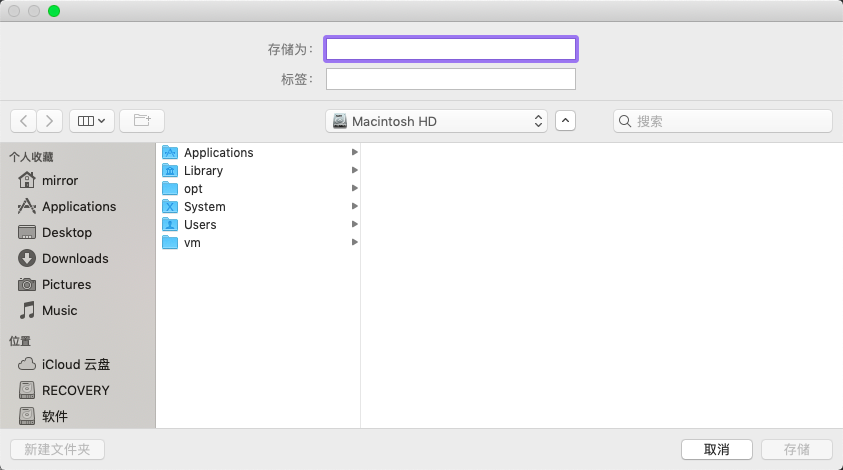 存储为：
标签：
Macintosh HD
搜索
个人收藏
mirror
Applications
Desktop
Downloads
Pictures
Music
位置
iCloud 云盘
RECOVERY
软件
Applications
Library
opt
System
Users
vm
新建文件夹
取消
存储